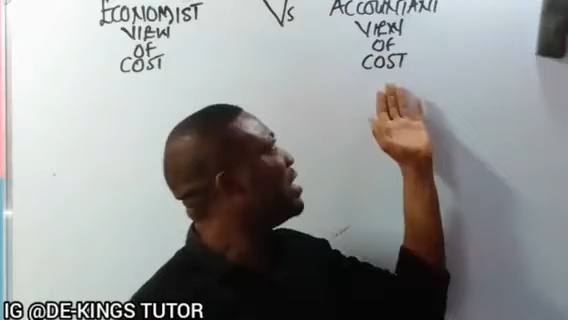 ECONOMIST Vs ACCOUNTANT
VIEW VIEW
OF OF
COST COST
IG @DE-KINGS TUTOR